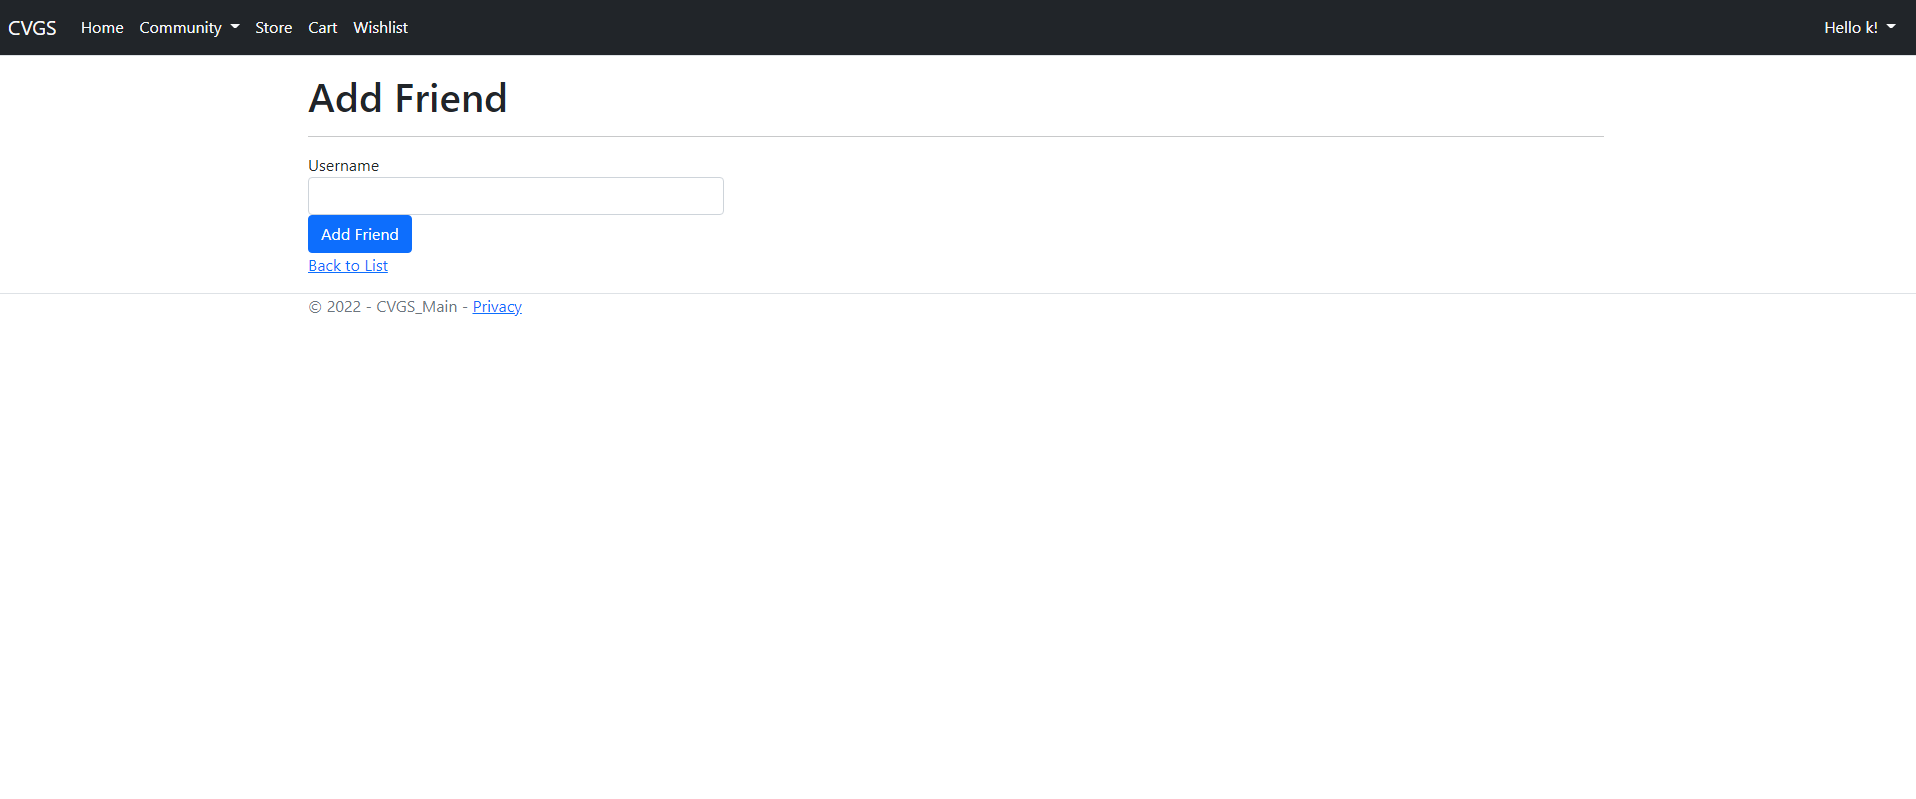 CVGS Home Community Store Cart Wishlist Hello k!
Add Friend
Username
Add Friend
Back to List
© 2022 - CVGS_Main - Privacy